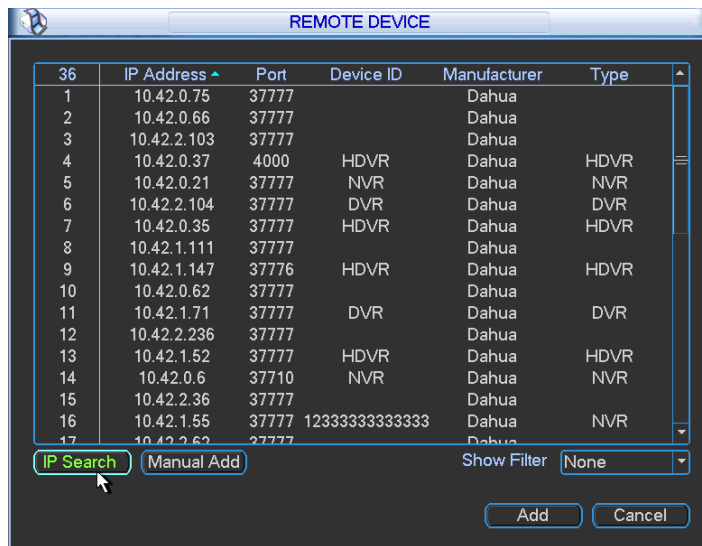 REMOTE DEVICE
36 IP Address Port Device ID Manufacturer Type
1 10.42.0.75 37777 Dahua
2 10.42.0.66 37777 Dahua
3 10.42.2.103 37777 Dahua
4 10.42.0.37 4000 HDVR Dahua HDVR
5 10.42.0.21 37777 NVR Dahua NVR
6 10.42.2.104 37777 DVR Dahua DVR
7 10.42.0.35 37777 HDVR Dahua HDVR
8 10.42.1.111 37777 Dahua
9 10.42.1.147 37776 HDVR Dahua HDVR
10 10.42.0.62 37777 Dahua
11 10.42.1.71 37777 DVR Dahua DVR
12 10.42.2.236 37777 Dahua
13 10.42.1.52 37777 HDVR Dahua HDVR
14 10.42.0.6 37710 NVR Dahua NVR
15 10.42.2.36 37777 Dahua
16 10.42.1.55 37777 12333333333333 Dahua NVR
17 10.42.2.62 37777 Dahua
IP Search Manual Add Show Filter None
Add Cancel